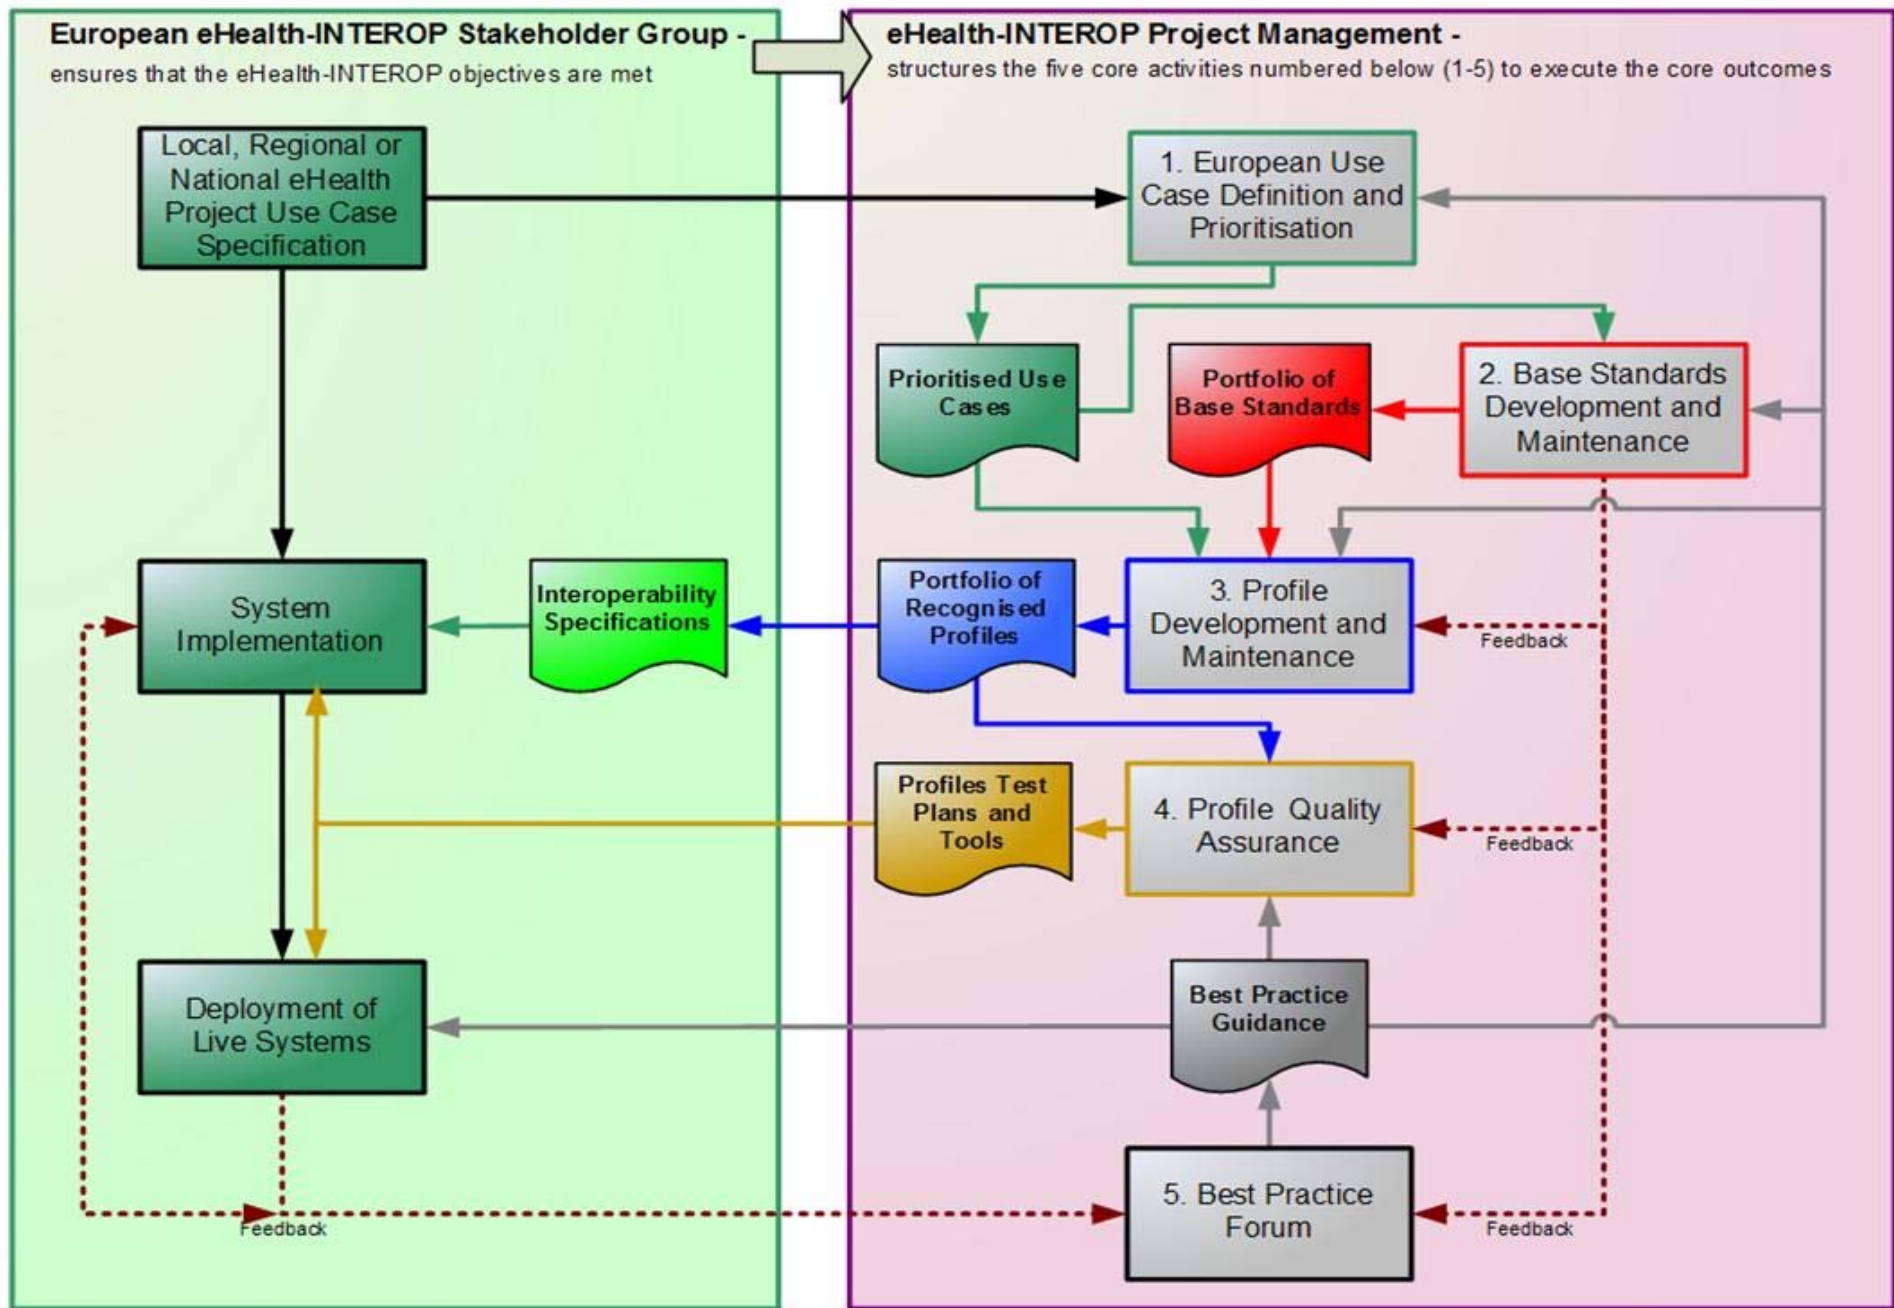 European eHealth-INTEROP Stakeholder Group -
ensures that the eHealth-INTEROP objectives are met
eHealth-INTEROP Project Management -
structures the five core activities numbered below (1-5) to execute the core outcomes
Local, Regional or
National eHealth
Project Use Case
Specification
1. European Use
Case Definition and
Prioritisation
Prioritised Use
Cases
Portfolio of
Base Standards
2. Base Standards
Development and
Maintenance
System
Implementation
Interoperability
Specifications
Portfolio of
Recognised
Profiles
3. Profile
Development and
Maintenance
Feedback
Profiles Test
Plans and
Tools
4. Profile Quality
Assurance
Feedback
Deployment of
Live Systems
Best Practice
Guidance
Feedback
5. Best Practice
Forum
Feedback